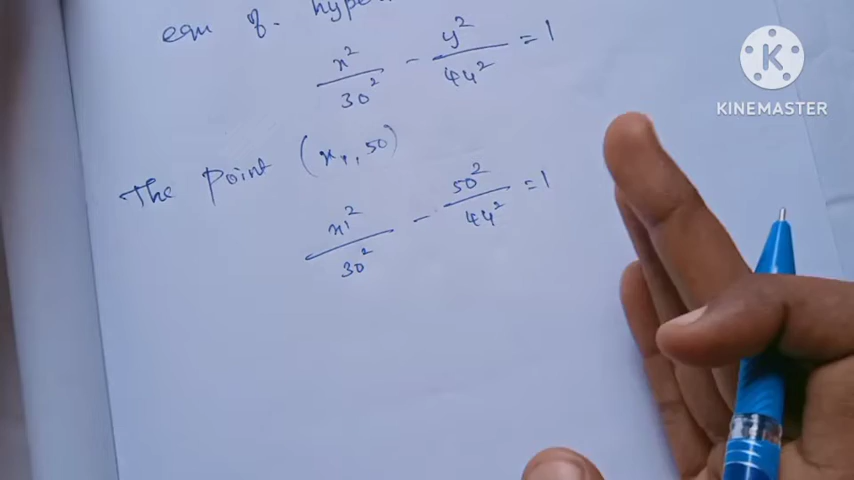 eqn of. hype
x²/30² - y²/44² = 1
The Point (x₁, 50)
x₁²/30² - 50²/44² = 1
K
KINEMASTER